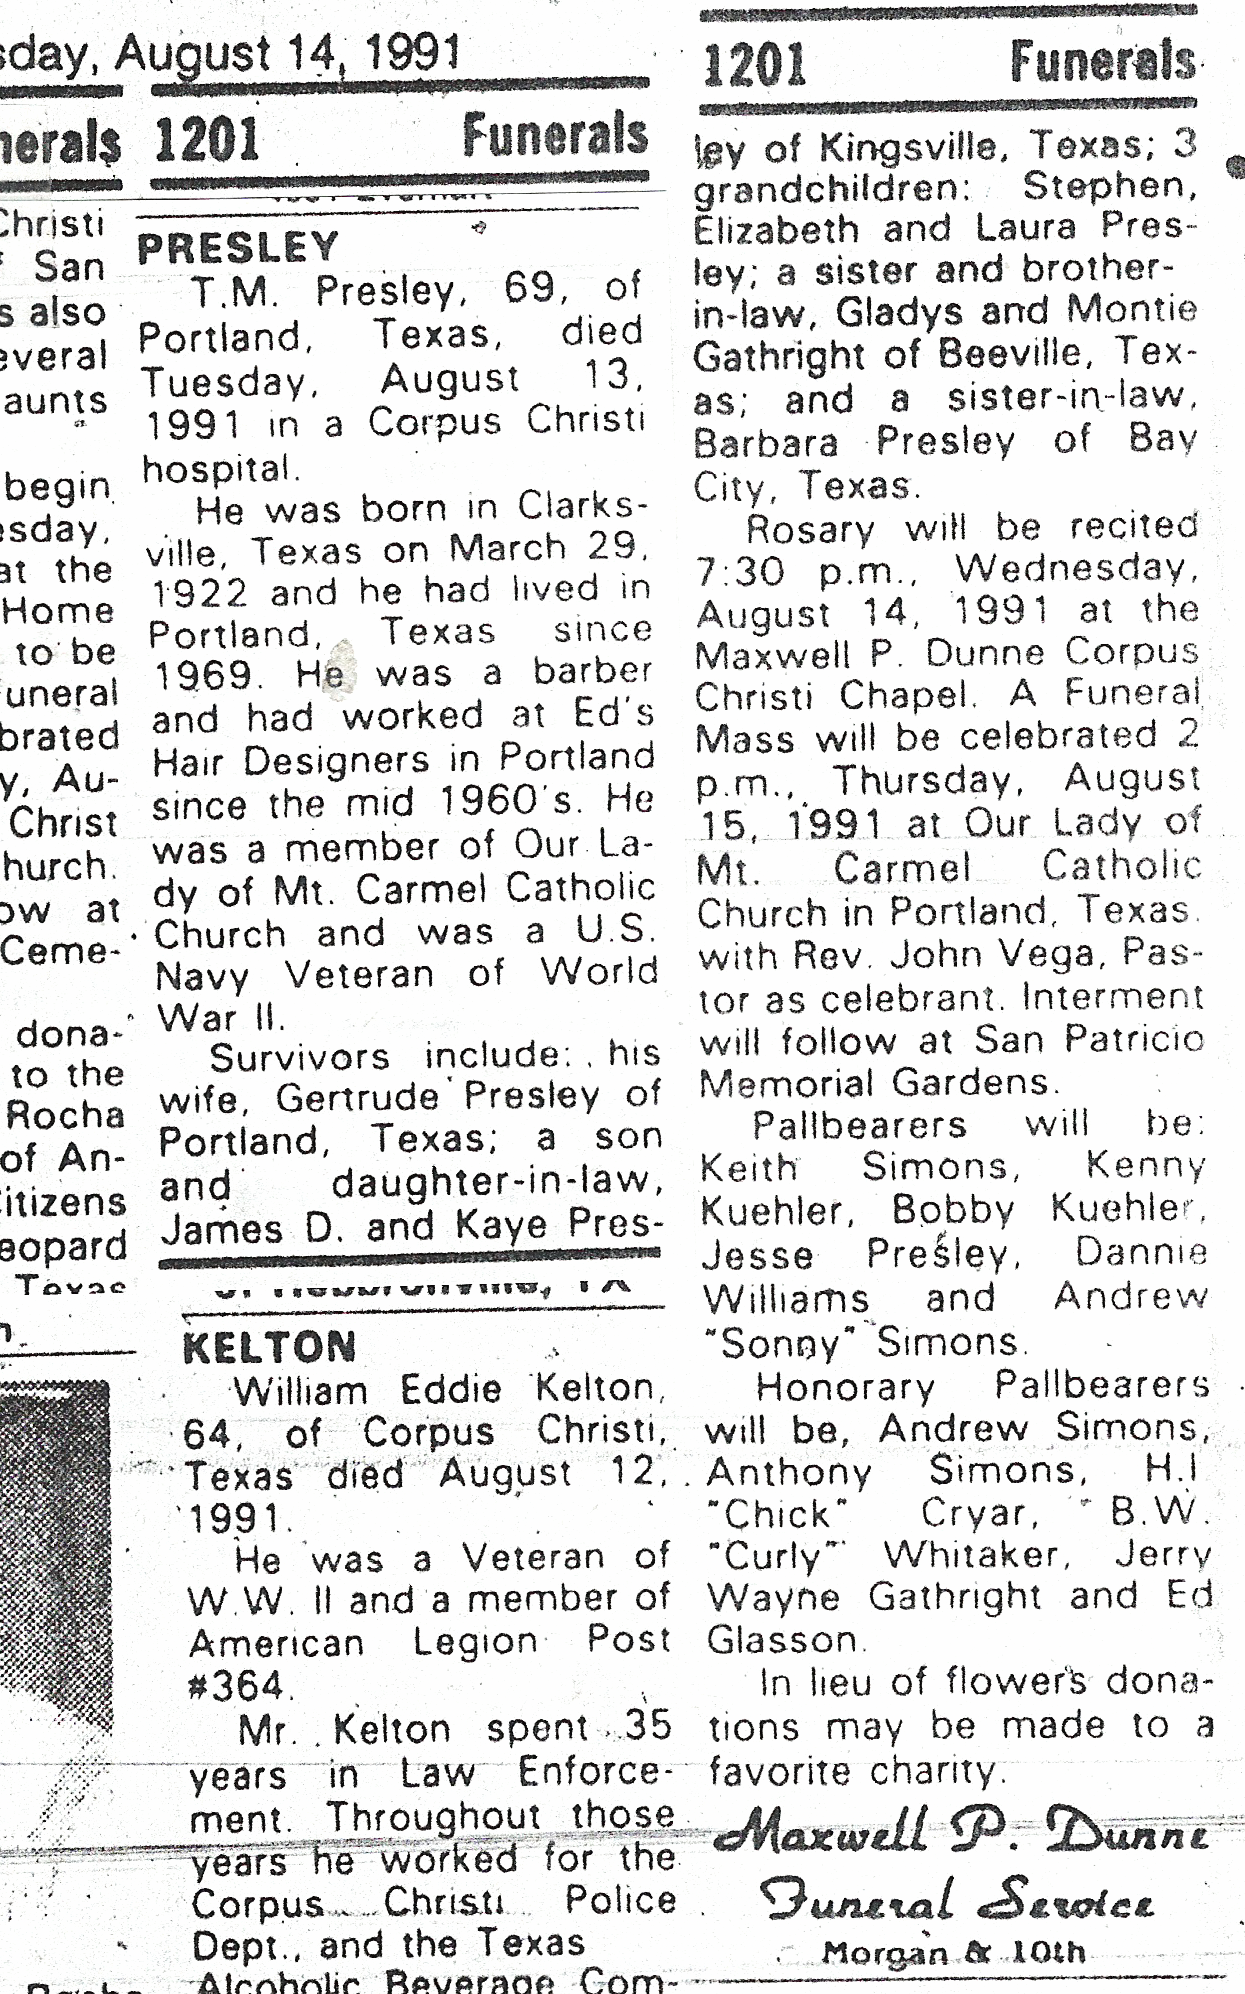 sday, August 14, 1991
nerals
Christi
San
s also
everal
aunts
begin
esday,
at the
Home
to be
uneral
brated
y, Au-
Christ
hurch.
ow at
Ceme-
dona-
to the
Rocha
of An-
itizens
eopard
Texas
1201 Funerals
PRESLEY
T.M. Presley, 69, of
Portland, Texas, died
Tuesday, August 13,
1991 in a Corpus Christi
hospital.
He was born in Clarks-
ville, Texas on March 29,
1922 and he had lived in
Portland, Texas since
1969. He was a barber
and had worked at Ed's
Hair Designers in Portland
since the mid 1960's. He
was a member of Our La-
dy of Mt. Carmel Catholic
Church and was a U.S.
Navy Veteran of World
War II.
Survivors include: his
wife, Gertrude Presley of
Portland, Texas; a son
and daughter-in-law,
James D. and Kaye Pres-
KELTON
William Eddie Kelton,
64, of Corpus Christi,
Texas died August 12,
1991.
He was a Veteran of
W.W. II and a member of
American Legion Post
#364.
Mr. Kelton spent 35
years in Law Enforce-
ment. Throughout those
years he worked for the
Corpus Christi Police
Dept., and the Texas
Alcoholic Beverage Com-
1201 Funerals
ley of Kingsville, Texas; 3
grandchildren: Stephen,
Elizabeth and Laura Pres-
ley; a sister and brother-
in-law, Gladys and Montie
Gathright of Beeville, Tex-
as; and a sister-in-law,
Barbara Presley of Bay
City, Texas.
Rosary will be recited
7:30 p.m., Wednesday,
August 14, 1991 at the
Maxwell P. Dunne Corpus
Christi Chapel. A Funeral
Mass will be celebrated 2
p.m., Thursday, August
15, 1991 at Our Lady of
Mt. Carmel Catholic
Church in Portland, Texas.
with Rev. John Vega, Pas-
tor as celebrant. Interment
will follow at San Patricio
Memorial Gardens.
Pallbearers will be:
Keith Simons, Kenny
Kuehler, Bobby Kuehler,
Jesse Presley, Dannie
Williams and Andrew
"Sonny" Simons.
Honorary Pallbearers
will be, Andrew Simons,
Anthony Simons, H.I
"Chick" Cryar, B.W.
"Curly" Whitaker, Jerry
Wayne Gathright and Ed
Glasson.
In lieu of flowers dona-
tions may be made to a
favorite charity.
Maxwell P. Dunne
Funeral Service
Morgan & 10th